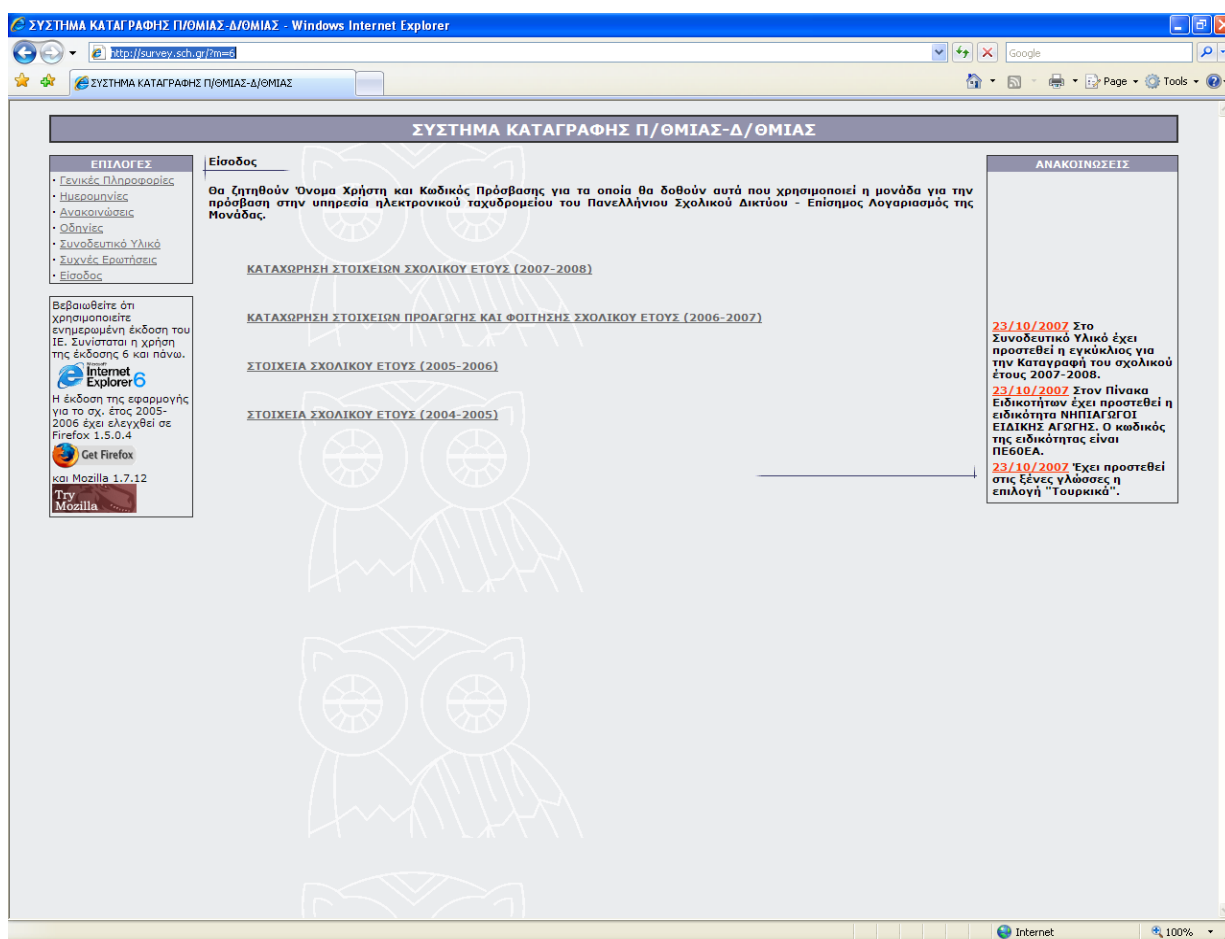 ΣΥΣΤΗΜΑ ΚΑΤΑΓΡΑΦΗΣ Π/ΘΜΙΑΣ-Δ/ΘΜΙΑΣ - Windows Internet Explorer
http://survey.sch.gr/?m=6
Google
ΣΥΣΤΗΜΑ ΚΑΤΑΓΡΑΦΗΣ Π/ΘΜΙΑΣ-Δ/ΘΜΙΑΣ
Page
Tools
ΣΥΣΤΗΜΑ ΚΑΤΑΓΡΑΦΗΣ Π/ΘΜΙΑΣ-Δ/ΘΜΙΑΣ
ΕΠΙΛΟΓΕΣ
· Γενικές Πληροφορίες
· Ημερομηνίες
· Ανακοινώσεις
· Οδηγίες
· Συνοδευτικό Υλικό
· Συχνές Ερωτήσεις
· Είσοδος
Βεβαιωθείτε ότι
χρησιμοποιείτε
ενημερωμένη έκδοση του
ΙΕ. Συνίσταται η χρήση
της έκδοσης 6 και πάνω.
Microsoft
Internet
Explorer 6
Η έκδοση της εφαρμογής
για το σχ. έτος 2005-
2006 έχει ελεγχθεί σε
Firefox 1.5.0.4
Get Firefox
και Mozilla 1.7.12
Try
Mozilla
Είσοδος
Θα ζητηθούν Όνομα Χρήστη και Κωδικός Πρόσβασης για τα οποία θα δοθούν αυτά που χρησιμοποιεί η μονάδα για την
πρόσβαση στην υπηρεσία ηλεκτρονικού ταχυδρομείου του Πανελλήνιου Σχολικού Δικτύου - Επίσημος Λογαριασμός της
Μονάδας.
ΚΑΤΑΧΩΡΗΣΗ ΣΤΟΙΧΕΙΩΝ ΣΧΟΛΙΚΟΥ ΕΤΟΥΣ (2007-2008)
ΚΑΤΑΧΩΡΗΣΗ ΣΤΟΙΧΕΙΩΝ ΠΡΟΑΓΩΓΗΣ ΚΑΙ ΦΟΙΤΗΣΗΣ ΣΧΟΛΙΚΟΥ ΕΤΟΥΣ (2006-2007)
ΣΤΟΙΧΕΙΑ ΣΧΟΛΙΚΟΥ ΕΤΟΥΣ (2005-2006)
ΣΤΟΙΧΕΙΑ ΣΧΟΛΙΚΟΥ ΕΤΟΥΣ (2004-2005)
ΑΝΑΚΟΙΝΩΣΕΙΣ
23/10/2007 Στο
Συνοδευτικό Υλικό έχει
προστεθεί η εγκύκλιος για
την Καταγραφή του σχολικού
έτους 2007-2008.
23/10/2007 Στον Πίνακα
Ειδικοτήτων έχει προστεθεί η
ειδικότητα ΝΗΠΙΑΓΩΓΟΙ
ΕΙΔΙΚΗΣ ΑΓΩΓΗΣ. Ο κωδικός
της ειδικότητας είναι
ΠΕ60ΕΑ.
23/10/2007 Έχει προστεθεί
στις ξένες γλώσσες η
επιλογή "Τουρκικά".
Internet
100%